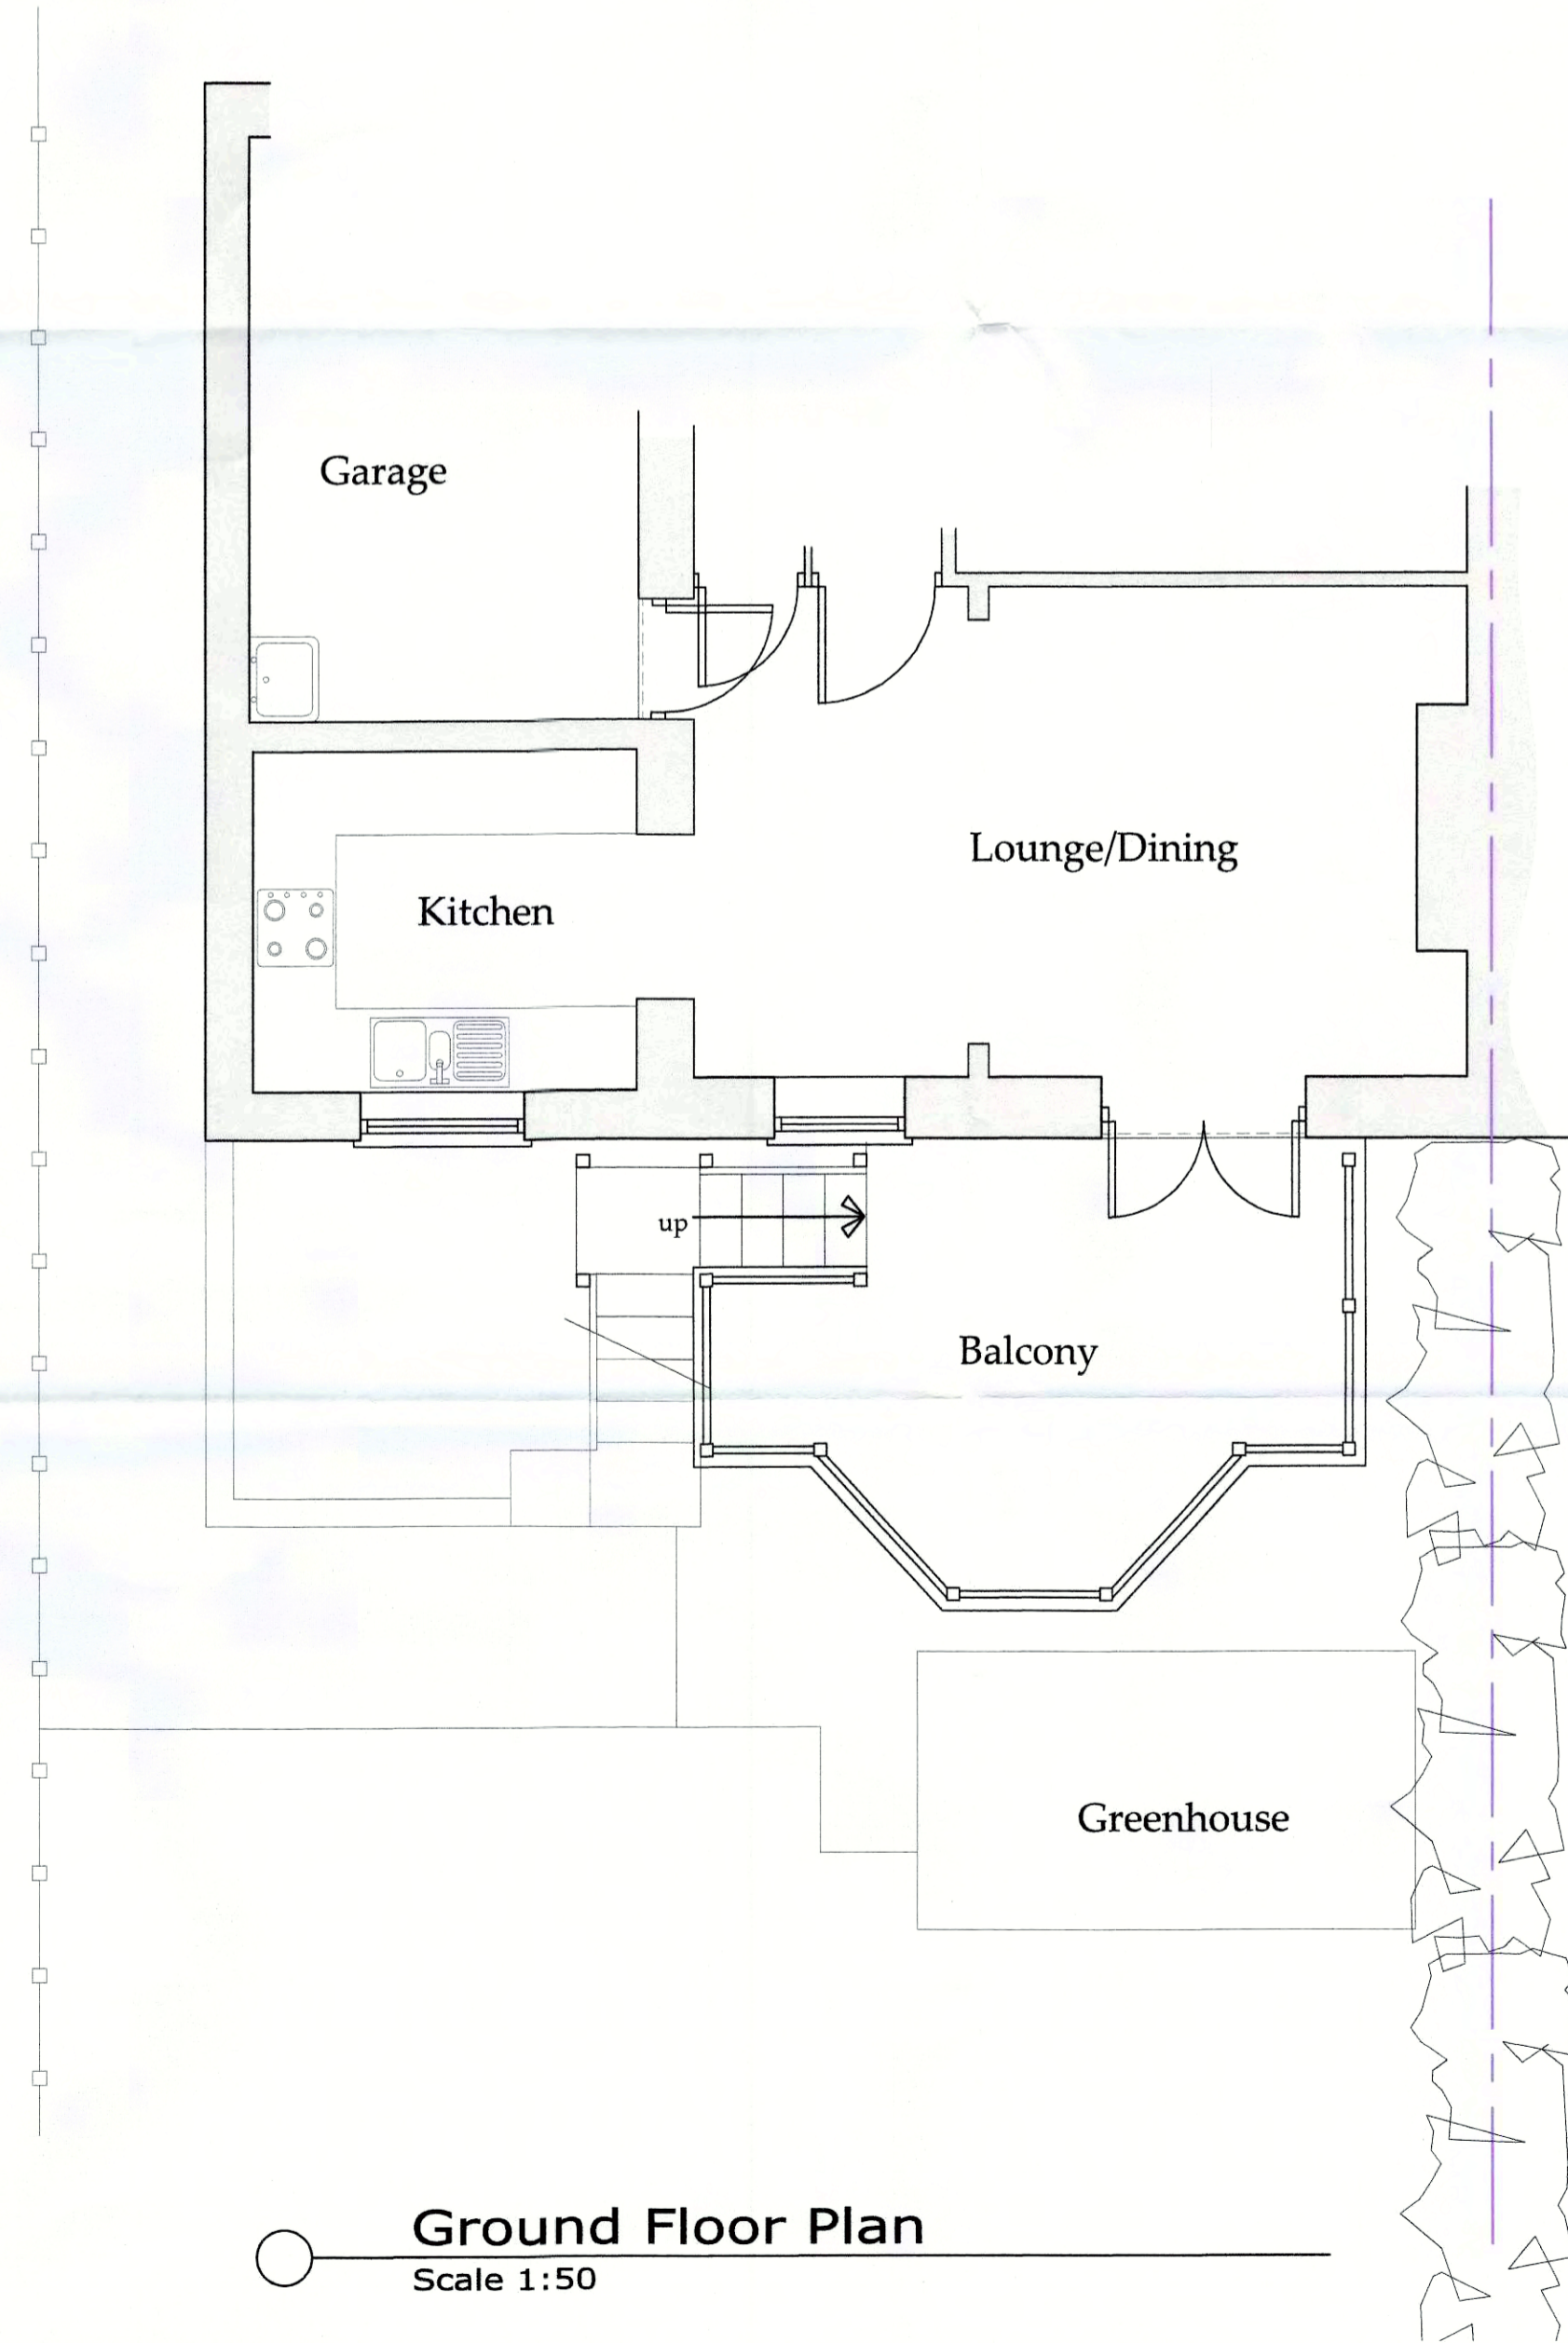 Garage
Lounge/Dining
Kitchen
up
Balcony
Greenhouse
Ground Floor Plan
Scale 1:50